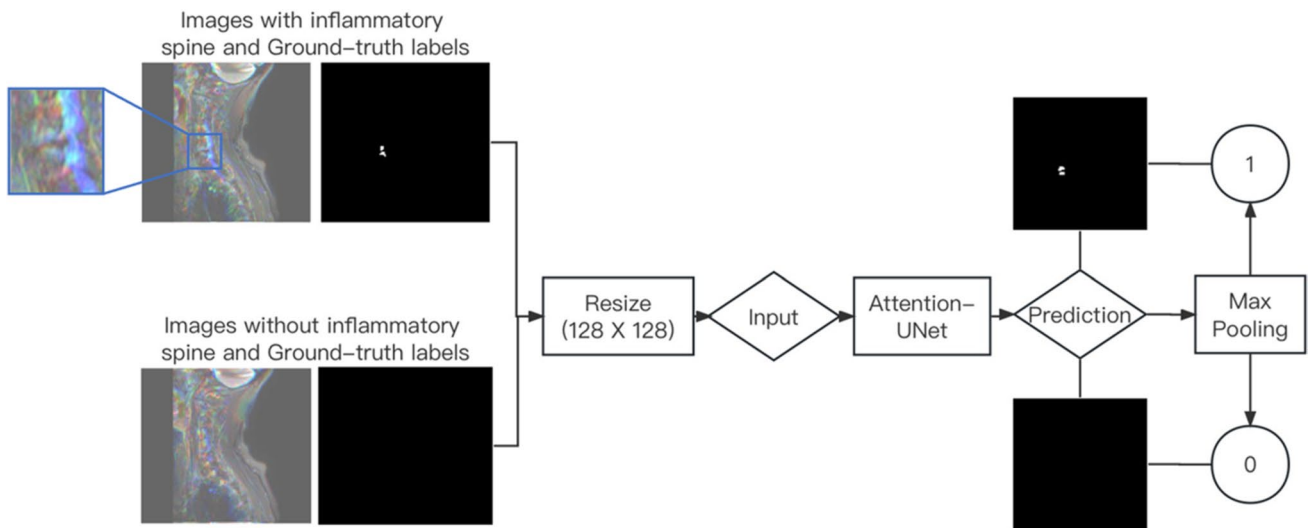 Images with inflammatory
spine and Ground-truth labels
Images without inflammatory
spine and Ground-truth labels
Resize
(128 X 128)
Input
Attention-
UNet
Prediction
Max
Pooling
1
0